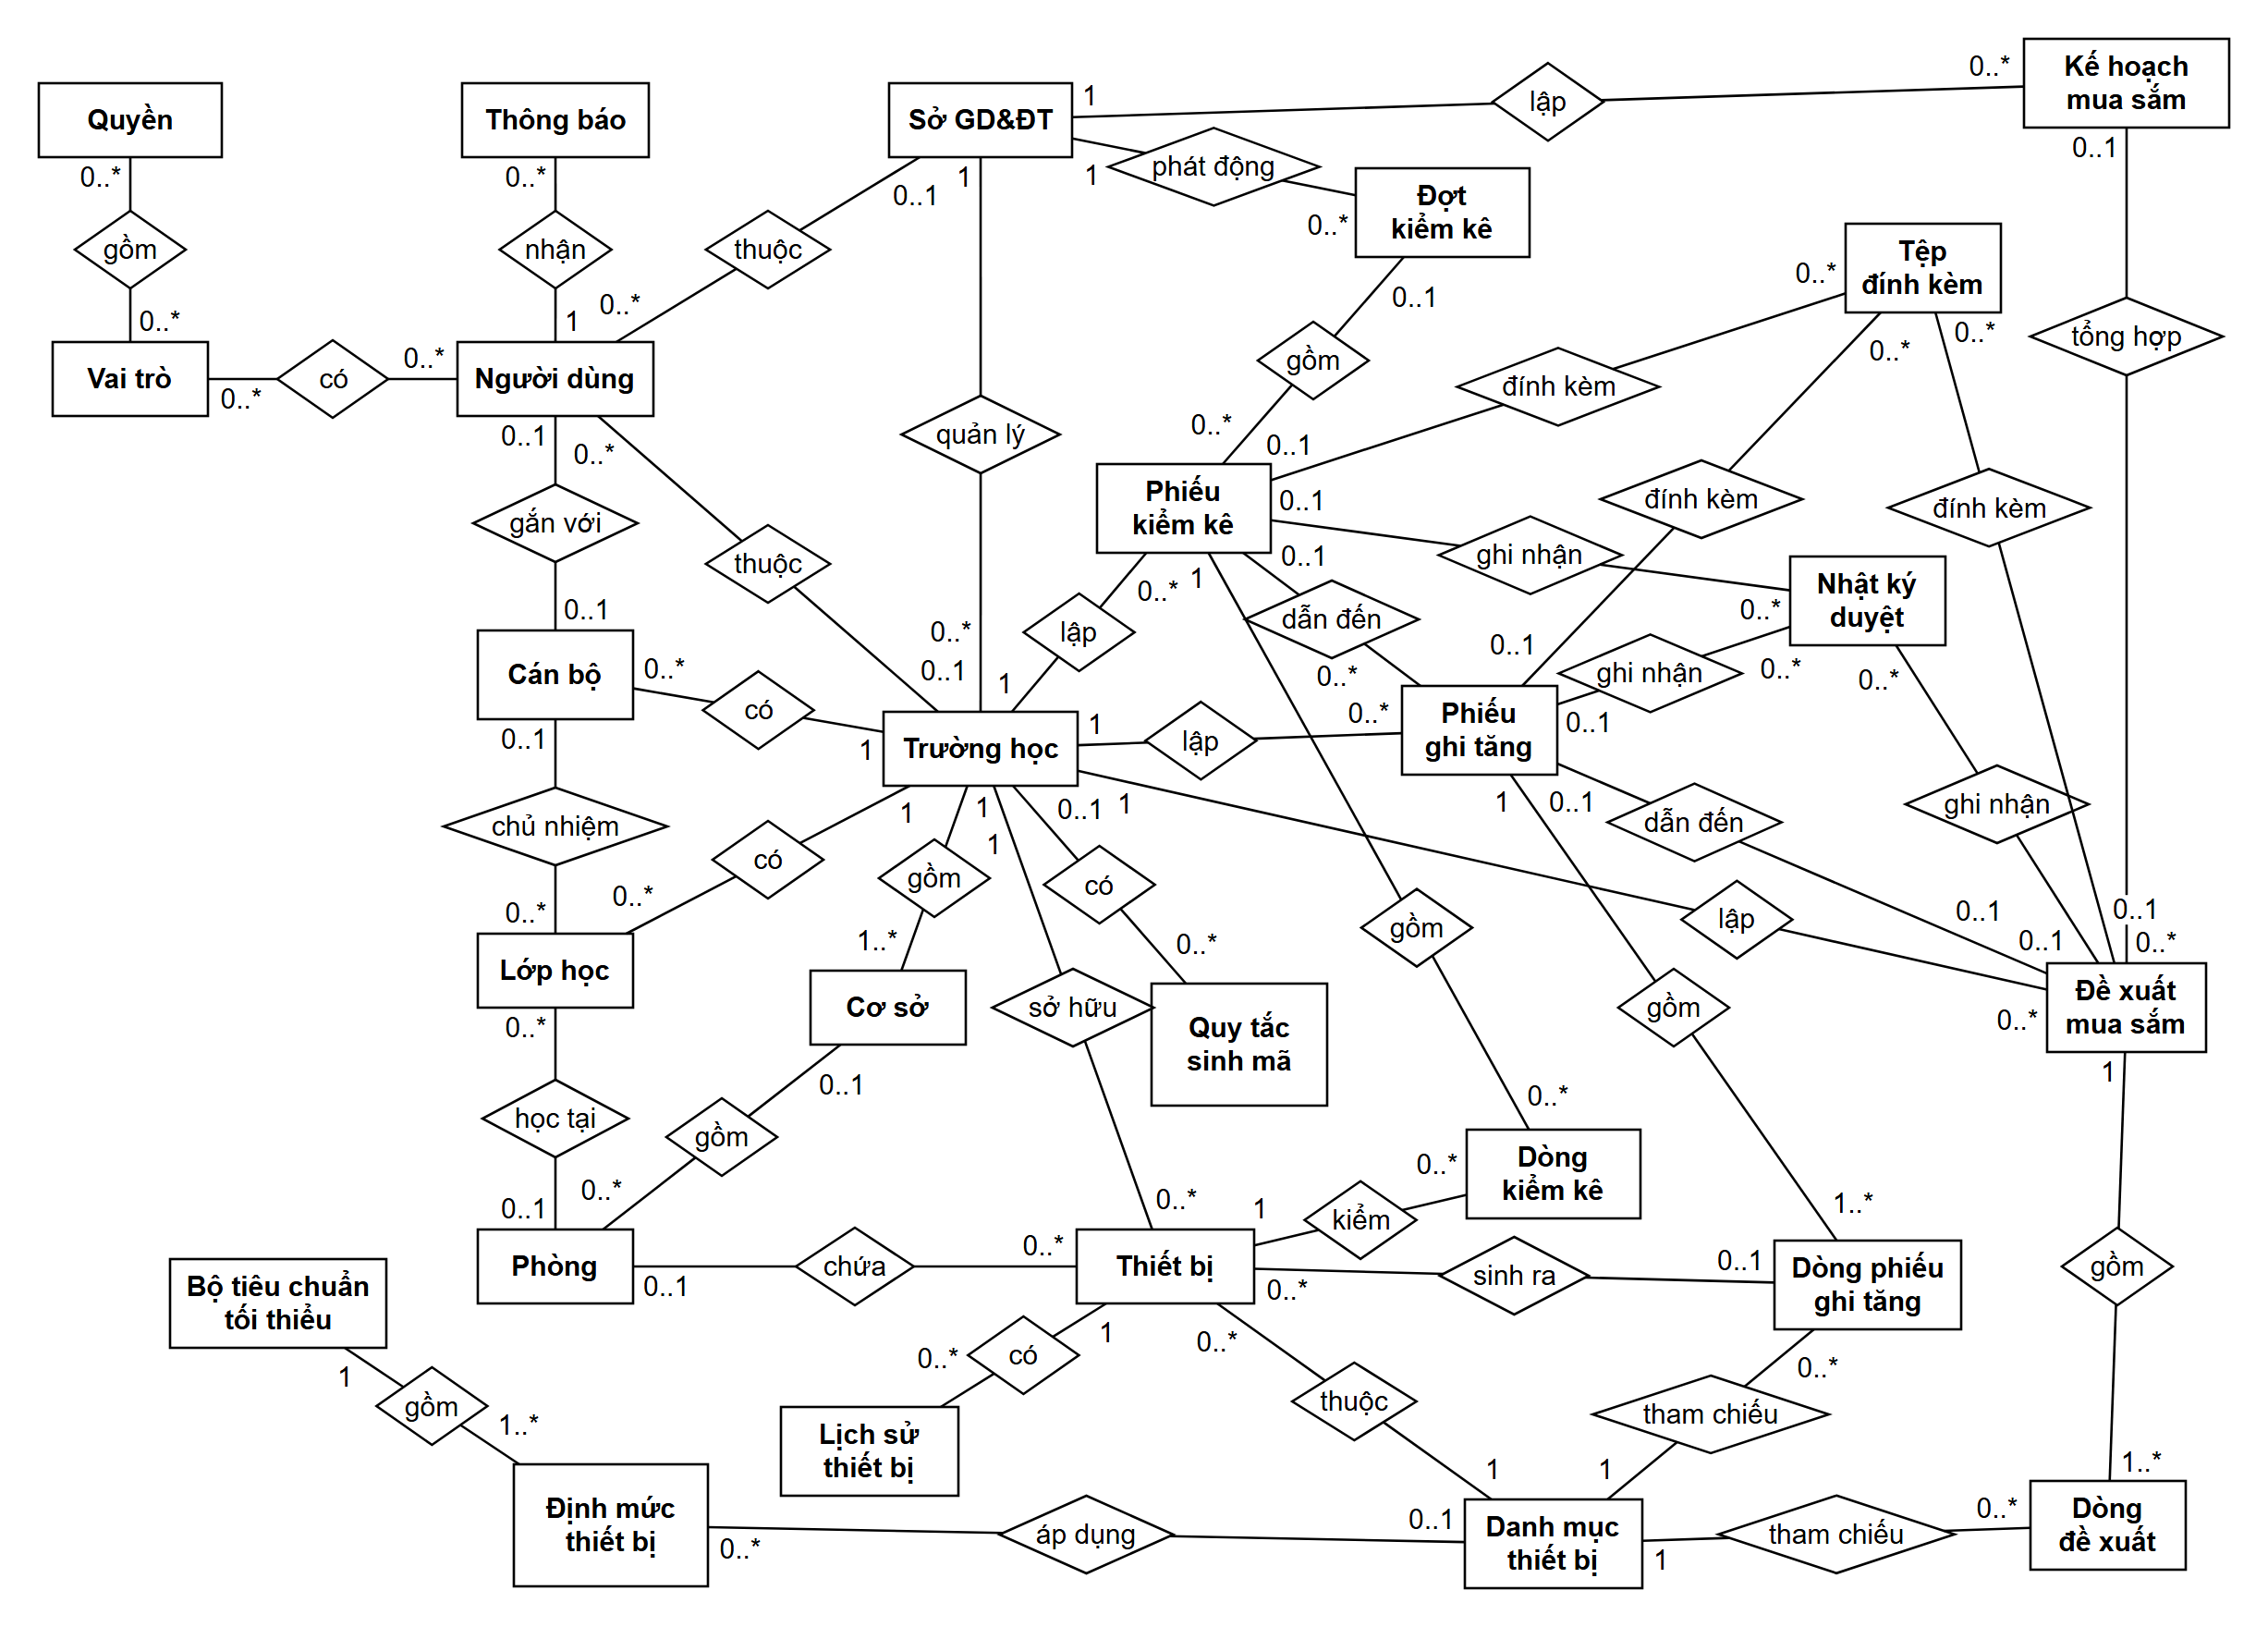 Kế hoạch
mua sắm
0..*
1
lập
Quyền
Thông báo
Sở GD&ĐT
0..*
0..*
0..1
1
1
phát động
0..1
Đợt
kiểm kê
0..*
gồm
nhận
thuộc
Tệp
đính kèm
0..*
0..1
0..*
1
0..*
0..*
0..*
tổng hợp
gồm
Vai trò
0..*
có
0..*
Người dùng
đính kèm
0..1
0..*
quản lý
0..*
0..1
Phiếu
kiểm kê
0..1
đính kèm
đính kèm
gắn với
thuộc
ghi nhận
0..1
1
0..*
Nhật ký
duyệt
0..1
0..*
lập
dẫn đến
0..*
0..*
0..1
1
0..1
0..*
ghi nhận
0..*
0..*
Cán bộ
0..*
có
1
Trường học
1
lập
0..*
Phiếu
ghi tăng
0..1
0..1
1
1
1
0..1
1
1
0..1
ghi nhận
chủ nhiệm
có
gồm
có
dẫn đến
0..*
0..*
1..*
0..*
gồm
lập
0..1
0..1
0..1
0..*
Lớp học
Cơ sở
sở hữu
Quy tắc
sinh mã
gồm
Đề xuất
mua sắm
0..*
0..*
0..1
1
học tại
gồm
0..*
0..1
0..*
0..*
1
kiểm
0..*
Dòng
kiểm kê
1..*
Phòng
0..1
chứa
0..*
Thiết bị
0..*
sinh ra
0..1
Dòng phiếu
ghi tăng
gồm
Bộ tiêu chuẩn
tối thiểu
1
gồm
1..*
0..*
có
1
0..*
thuộc
0..*
tham chiếu
Lịch sử
thiết bị
1
1
1..*
Định mức
thiết bị
0..*
áp dụng
0..1
Danh mục
thiết bị
1
tham chiếu
0..*
Dòng
đề xuất